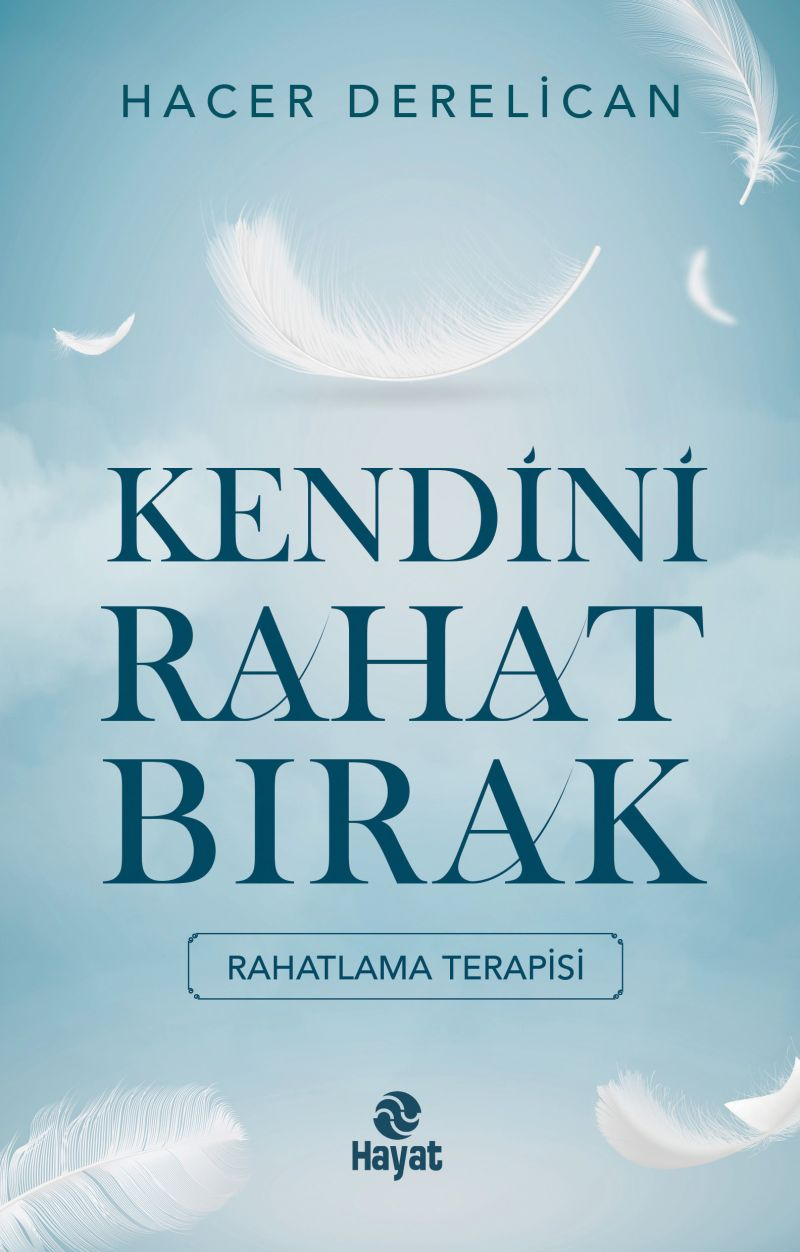 HACER DERELİCAN
KENDİNİ
RAHAT
BIRAK
RAHATLAMA TERAPİSİ
Hayat